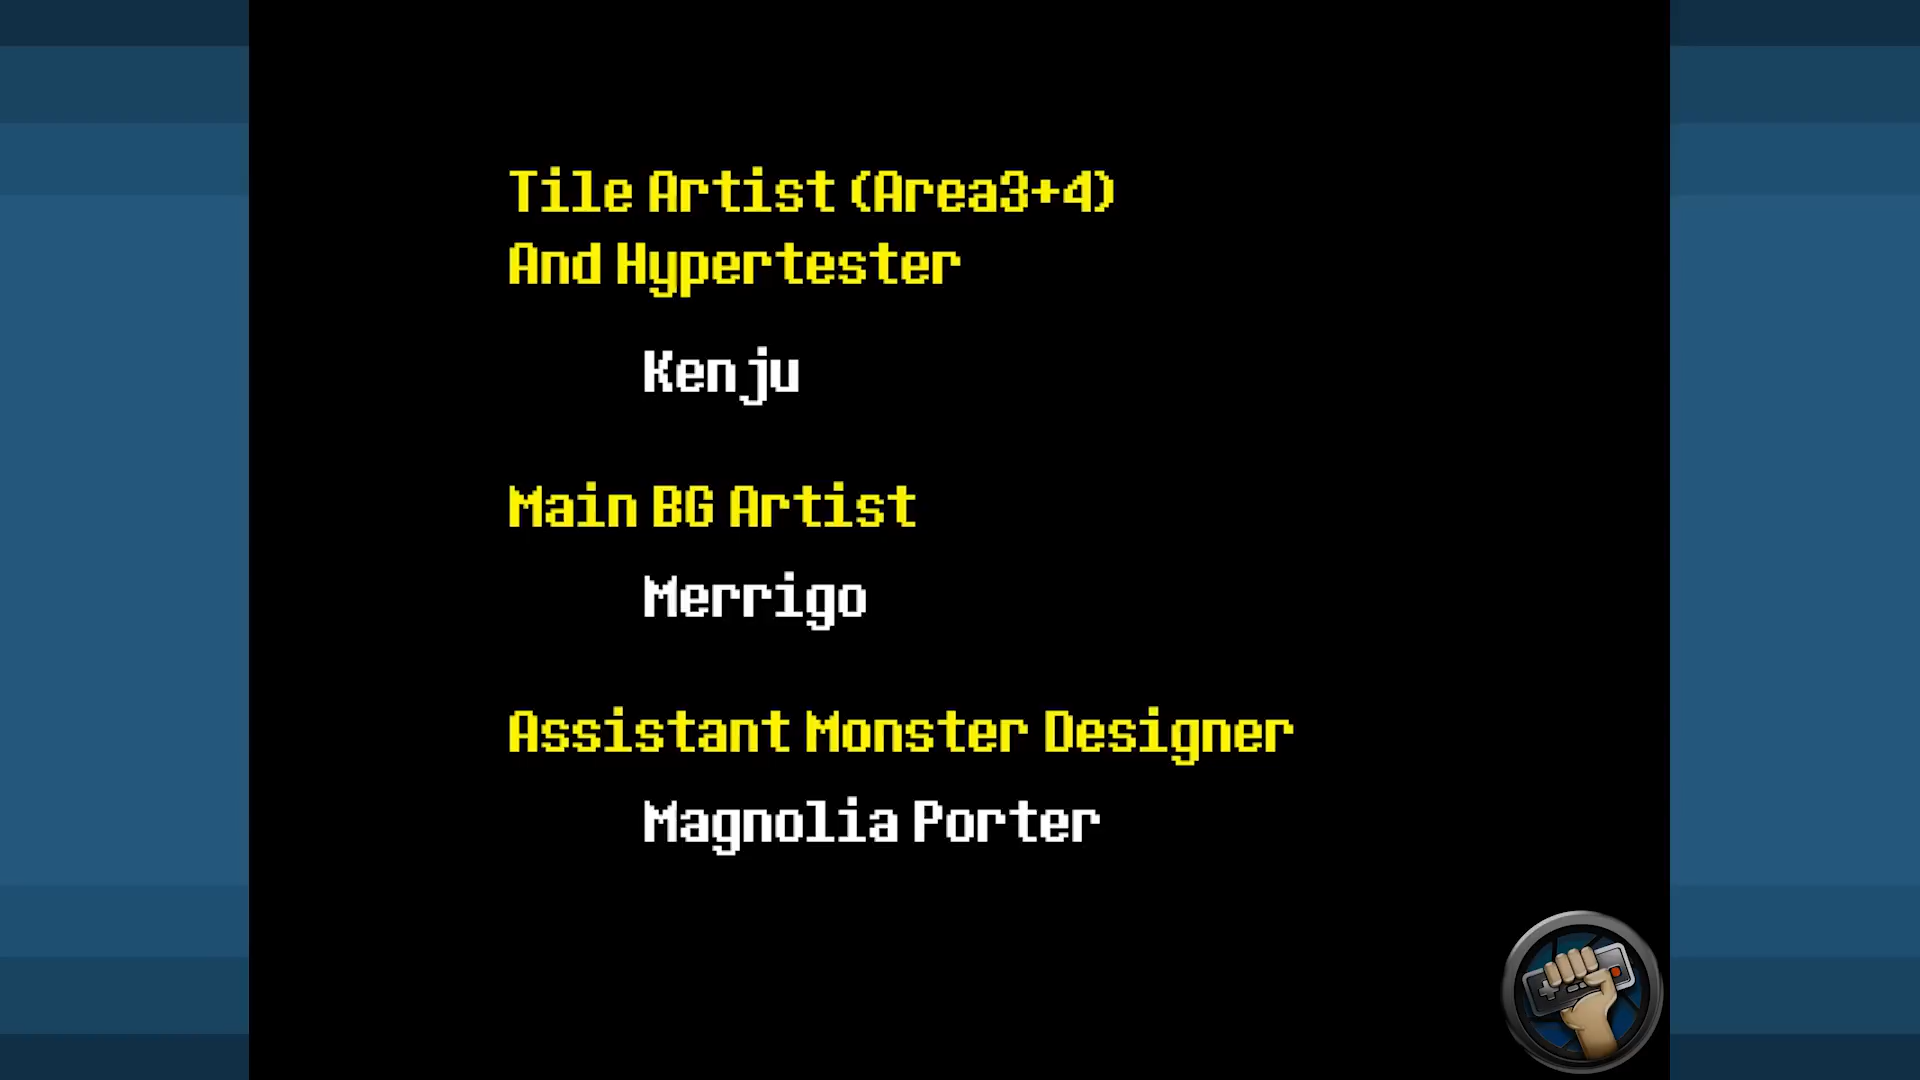 Tile Artist (Area3+4)
And Hypertester
Kenju
Main BG Artist
Merrigo
Assistant Monster Designer
Magnolia Porter